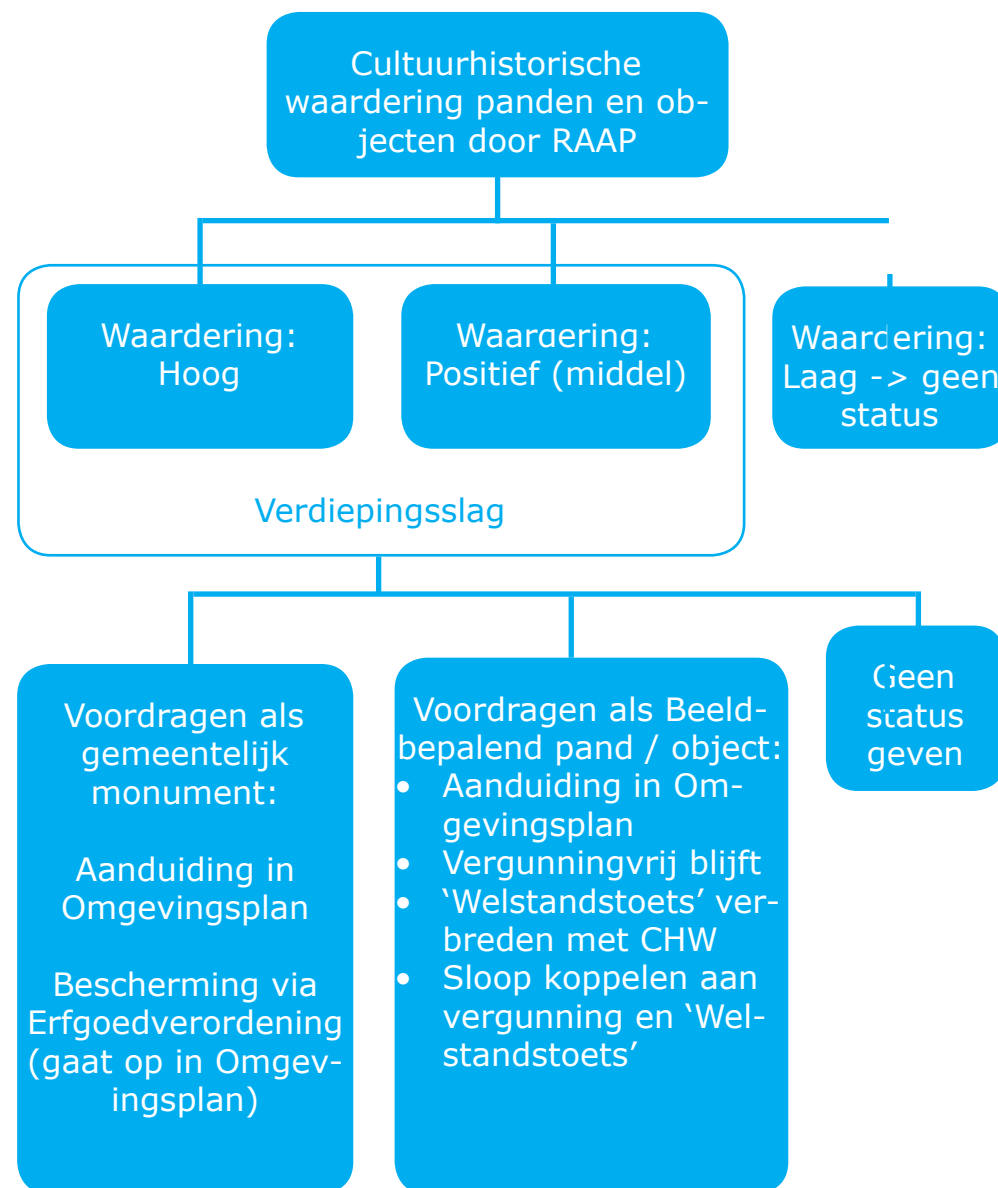 Cultuurhistorische
waardering panden en ob-
jecten door RAAP
Waardering:
Hoog
Waardering:
Positief (middel)
Waardering:
Laag -> geen
status
Verdiepingsslag
Voordragen als
gemeentelijk
monument:
Aanduiding in
Omgevingsplan
Bescherming via
Erfgoedverordening
(gaat op in Omgev-
ingsplan)
Voordragen als Beeld-
bepalend pand / object:
• Aanduiding in Om-
gevingsplan
• Vergunningvrij blijft
• ‘Welstandstoets’ ver-
breden met CHW
• Sloop koppelen aan
vergunning en ‘Wel-
standstoets’
Geen
status
geven